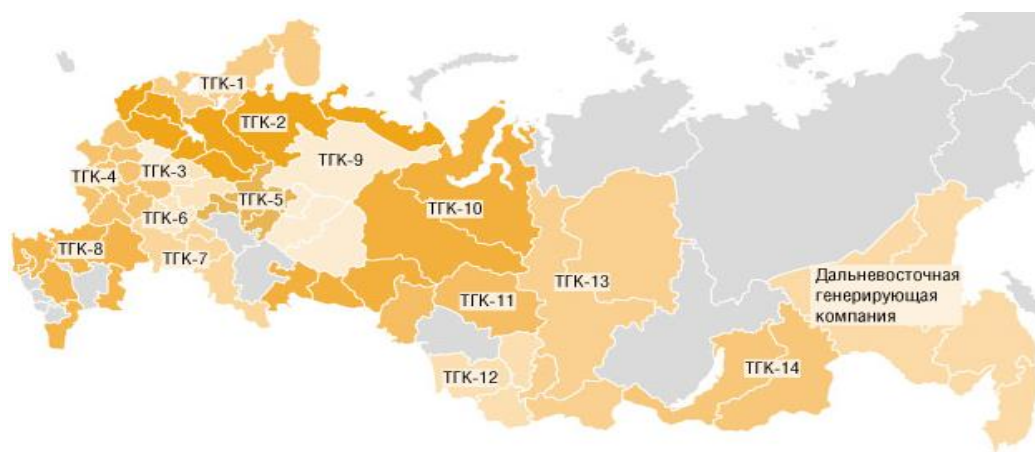 ТГК-1
ТГК-2
ТГК-9
ТГК-3
ТГК-4
ТГК-5
ТГК-10
ТГК-6
ТГК-8
ТГК-7
ТГК-13
Дальневосточная
генерирующая
компания
ТГК-11
ТГК-12
ТГК-14